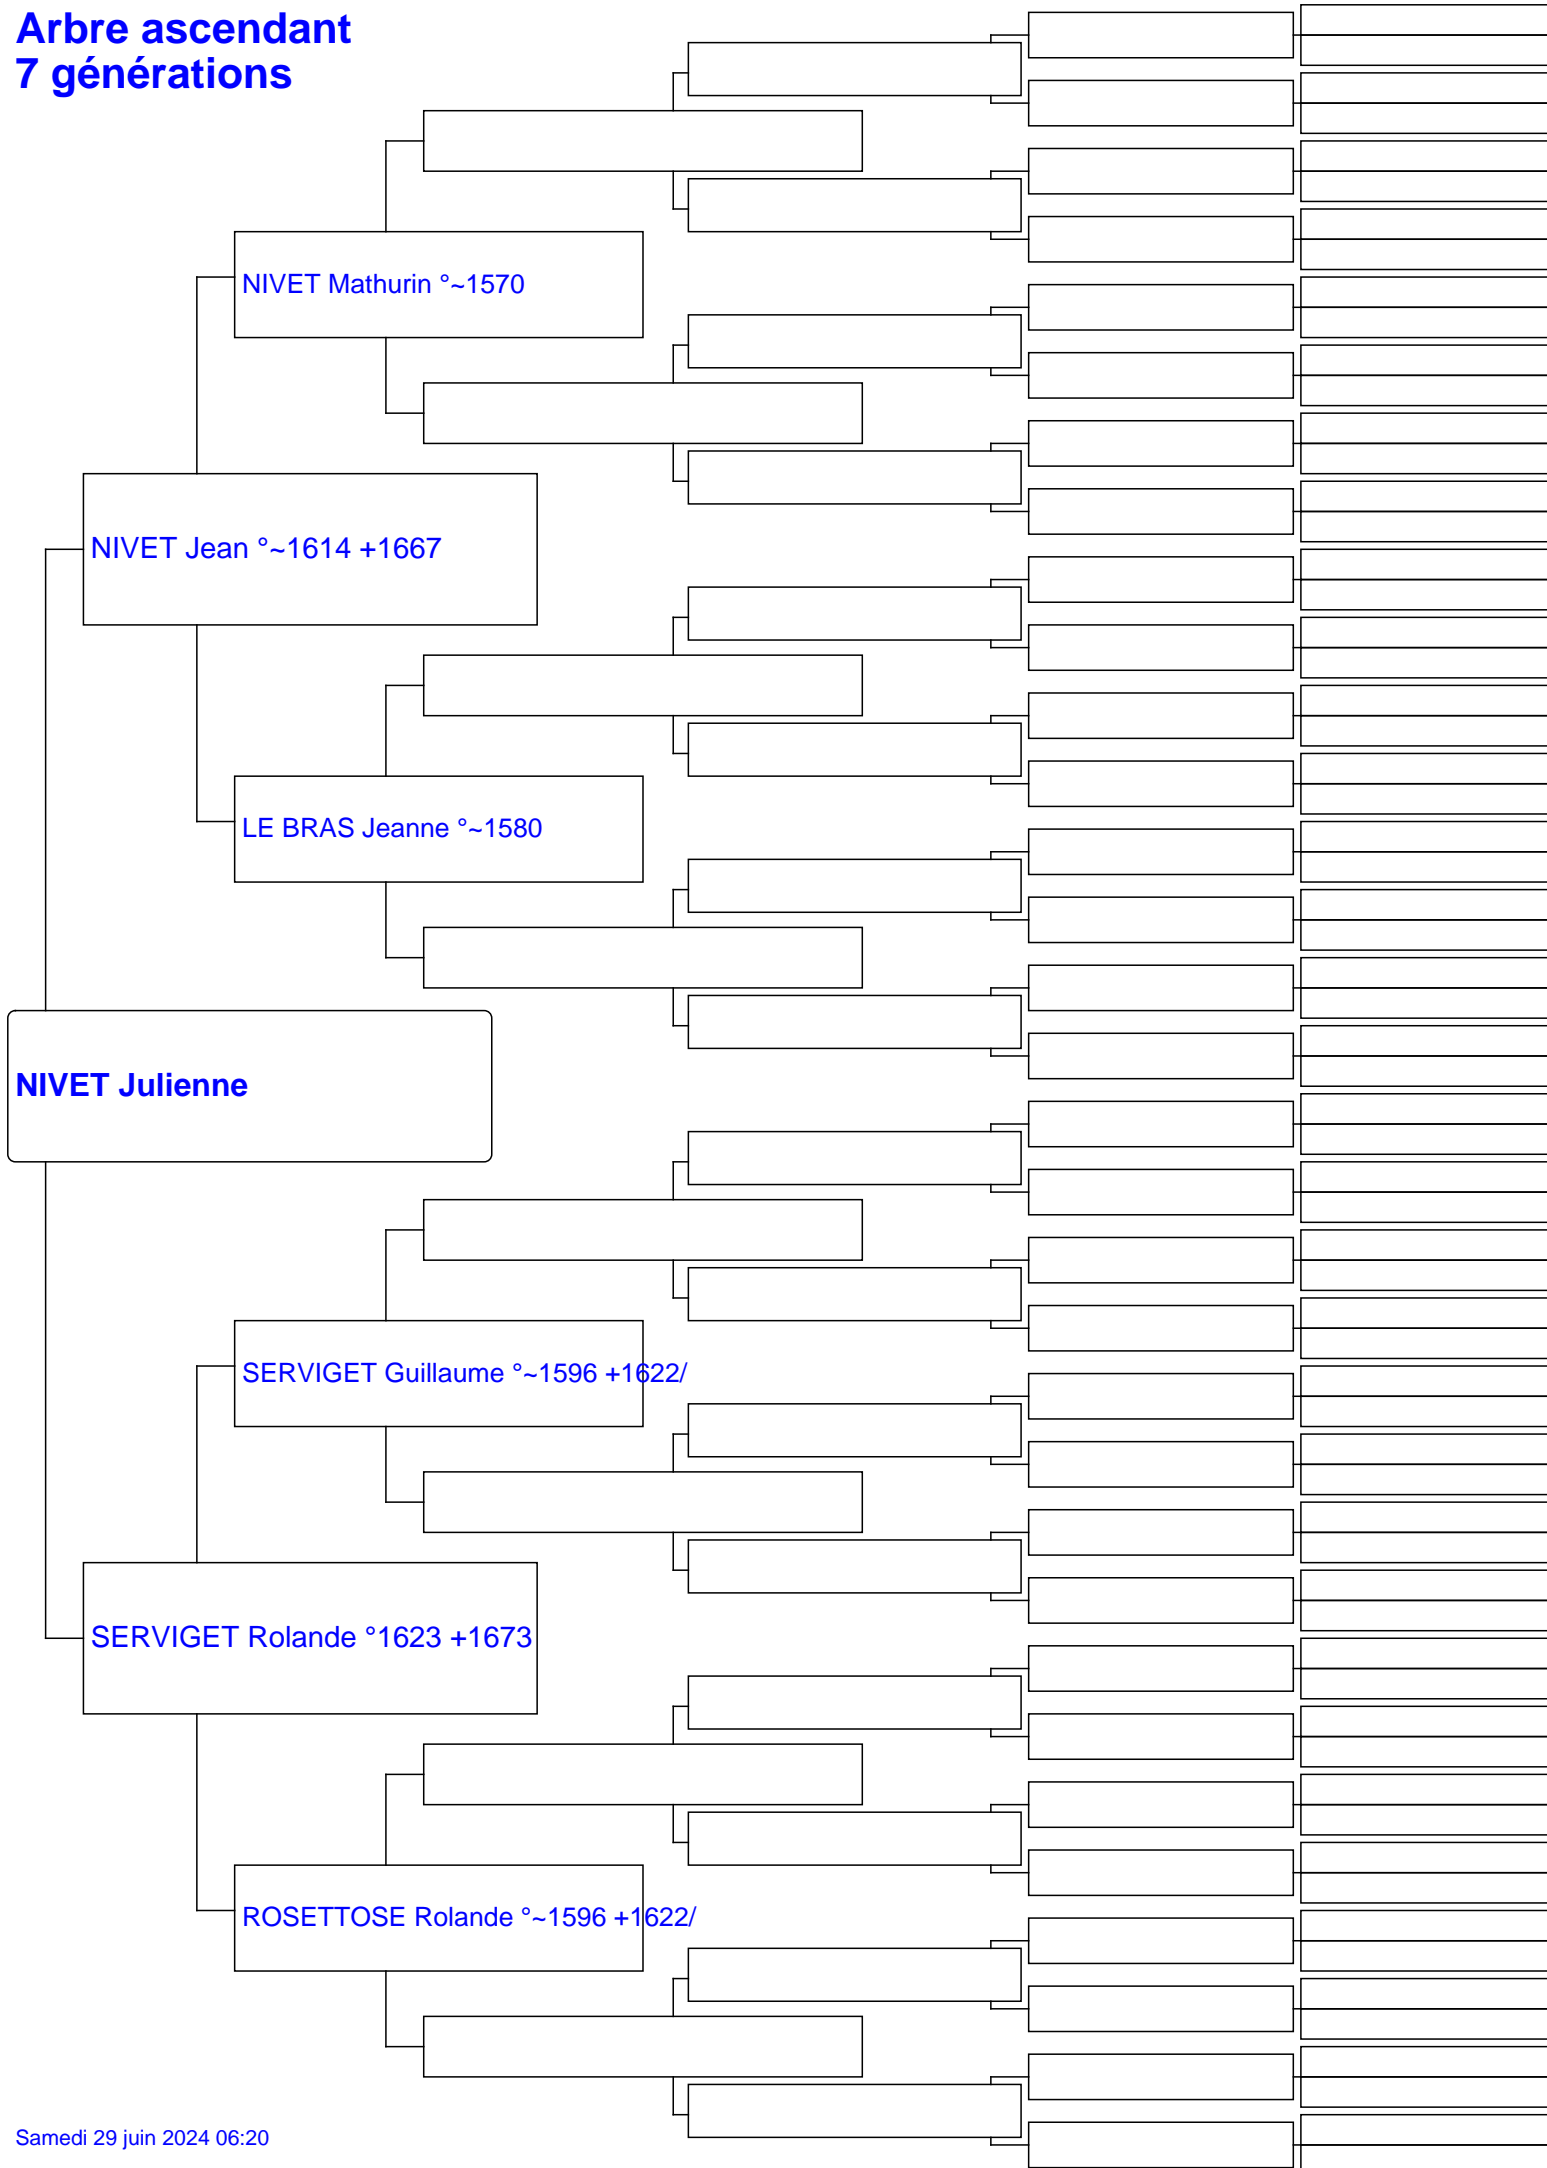 Arbre ascendant
7 générations
NIVET Mathurin °~1570
NIVET Jean °~1614 +1667
LE BRAS Jeanne °~1580
NIVET Julienne
SERVIGET Guillaume °~1596 +1622/
SERVIGET Rolande °1623 +1673
ROSETTOSE Rolande °~1596 +1622/
Samedi 29 juin 2024 06:20